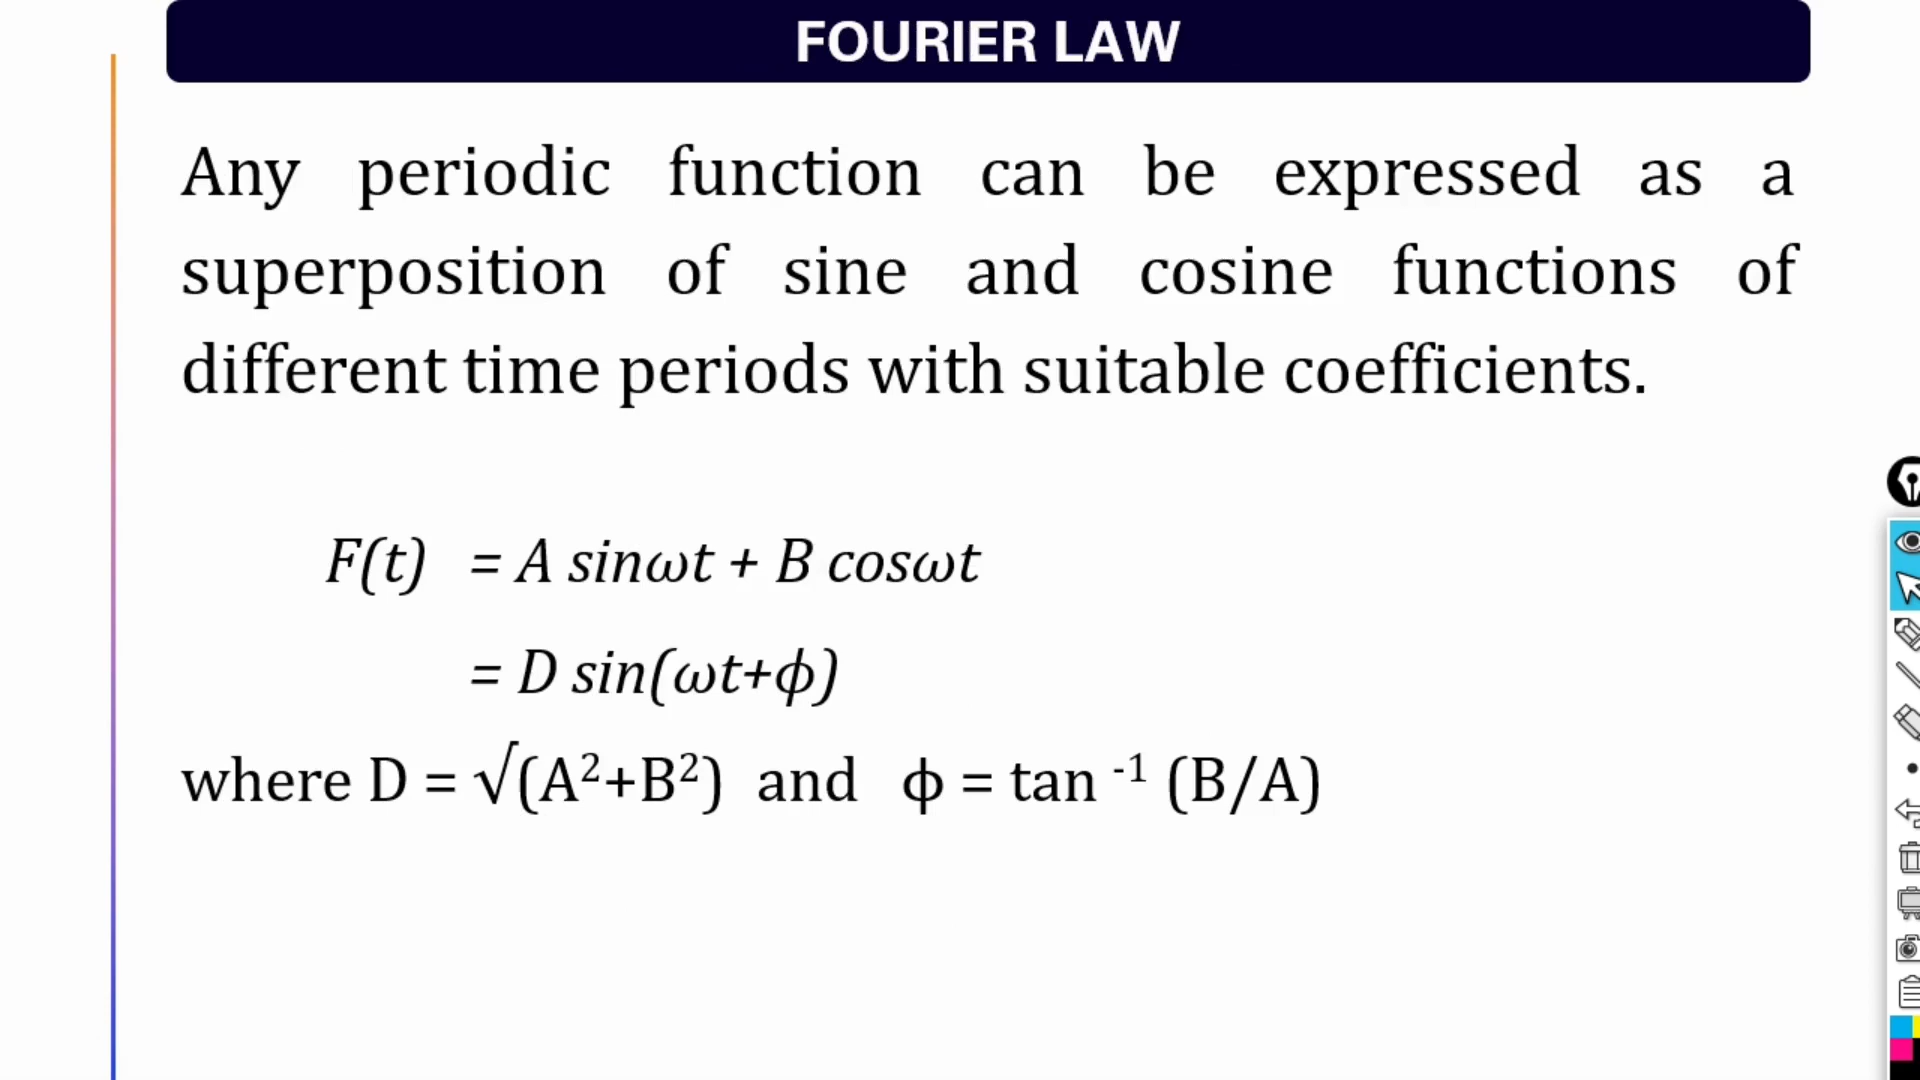 FOURIER LAW
Any periodic function can be expressed as a
superposition of sine and cosine functions of
different time periods with suitable coefficients.
F(t) = A sinωt + B cosωt
= D sin(ωt+ϕ)
where D = √(A²+B²) and ϕ = tan ⁻¹ (B/A)